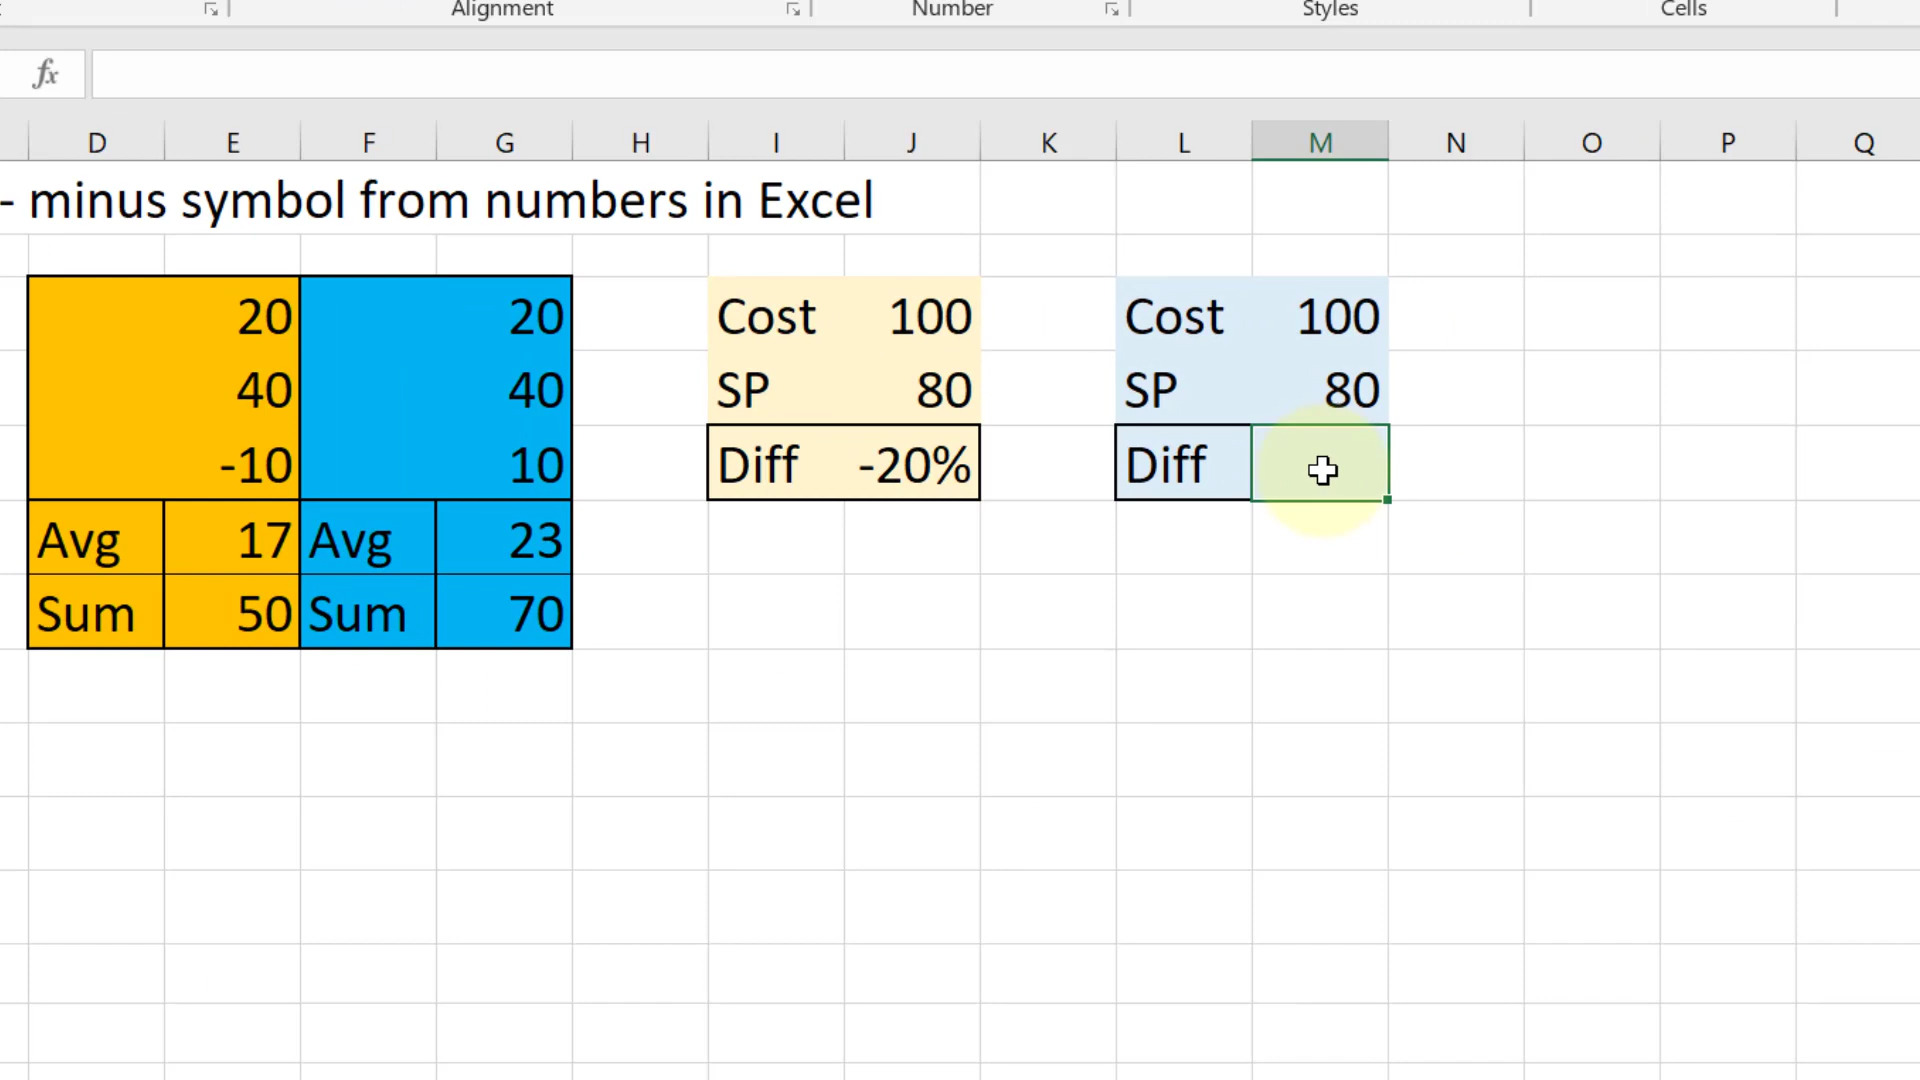 Alignment Number Styles Cells
fx
D E F G H I J K L M N O P Q
- minus symbol from numbers in Excel
20 20 Cost 100 Cost 100
40 40 SP 80 SP 80
-10 10 Diff -20% Diff
Avg 17 Avg 23
Sum 50 Sum 70